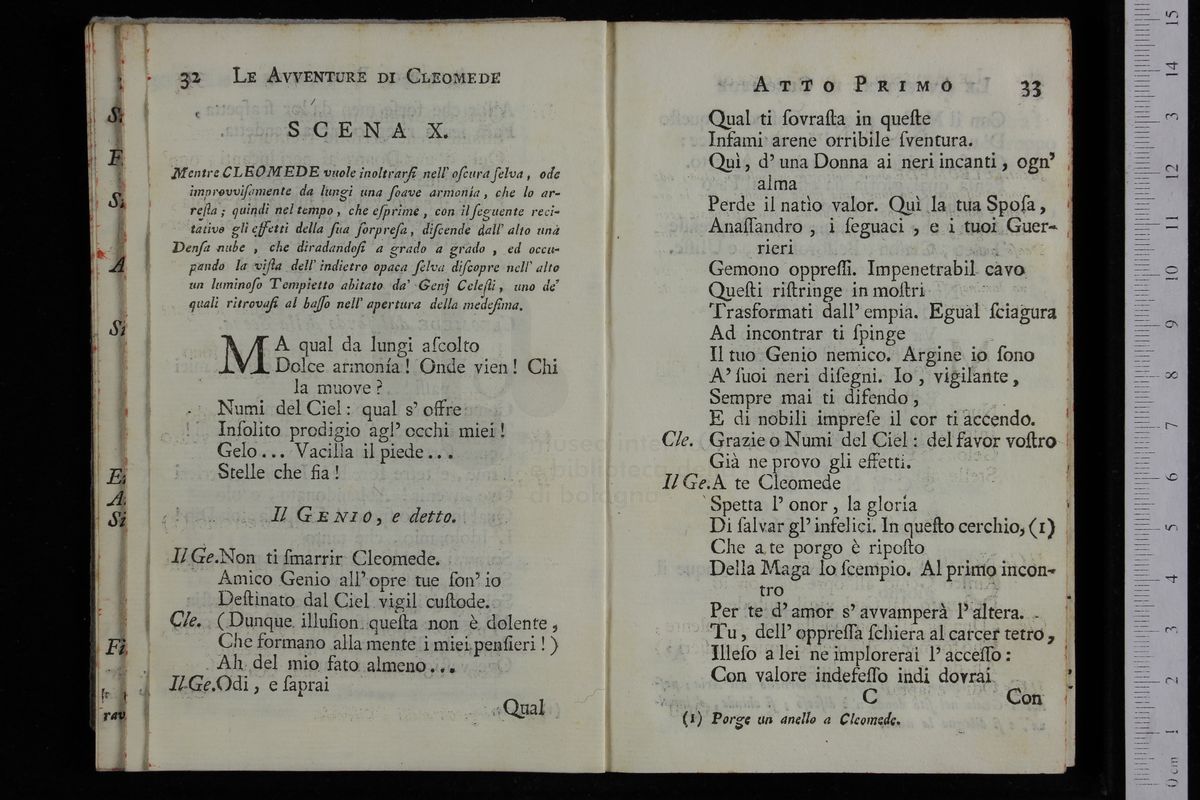 32 LE AVVENTURE DI CLEOMEDE
SCENA X.
Mentre CLEOMEDE vuole inoltrarſi nell' oſcura ſelva, ode
improvviſamente da lungi una ſoave armonía, che lo ar-
reſta; quindi nel tempo, che eſprime, con il ſeguente reci-
tativo gli effetti della ſua ſorpreſa, diſcende dall' alto una
Denſa nube, che diradandoſi a grado a grado, ed occu-
pando la viſta dell' indietro opaca ſelva diſcopre nell' alto
un luminoſo Tempietto abitato da' Genj Celeſti, uno de'
quali ritrovaſi al baſſo nell' apertura della medeſima.
MA qual da lungi aſcolto
Dolce armonía! Onde vien! Chi
la muove?
Numi del Ciel: qual s' offre
Inſolito prodigio agl' occhi miei!
Gelo... Vacilla il piede...
Stelle che fia!
Il GENIO, e detto.
Il Ge. Non ti ſmarrir Cleomede.
Amico Genio all' opre tue ſon' io
Deſtinato dal Ciel vigil cuſtode.
Cle. (Dunque illuſion queſta non è dolente,
Che formano alla mente i miei penſieri!)
Ah del mio fato almeno...
Il Ge. Odi, e ſaprai
Qual
ATTO PRIMO 33
Qual ti ſovraſta in queſte
Infami arene orribile ſventura.
Quì, d' una Donna ai neri incanti, ogn'
alma
Perde il natìo valor. Quì la tua Spoſa,
Anaſſandro, i ſeguaci, e i tuoi Guer-
rieri
Gemono oppreſſi. Impenetrabil cavo
Queſti riſtringe in moſtri
Trasformati dall' empia. Egual ſciagura
Ad incontrar ti ſpinge
Il tuo Genio nemico. Argine io ſono
A' ſuoi neri diſegni. Io, vigilante,
Sempre mai ti difendo,
E di nobili impreſe il cor ti accendo.
Cle. Grazie o Numi del Ciel: del favor voſtro
Già ne provo gli effetti.
Il Ge. A te Cleomede
Spetta l' onor, la gloria
Di ſalvar gl' infelici. In queſto cerchio, (1)
Che a te porgo è ripoſto
Della Maga lo ſcempio. Al primo incon-
tro
Per te d' amor s' avvamperà l' altera.
Tu, dell' oppreſſa ſchiera al carcer tetro,
Illeſo a lei ne implorerai l' acceſſo:
Con valore indefeſſo indi dovrai
C Con
(1) Porge un anello a Cleomede.